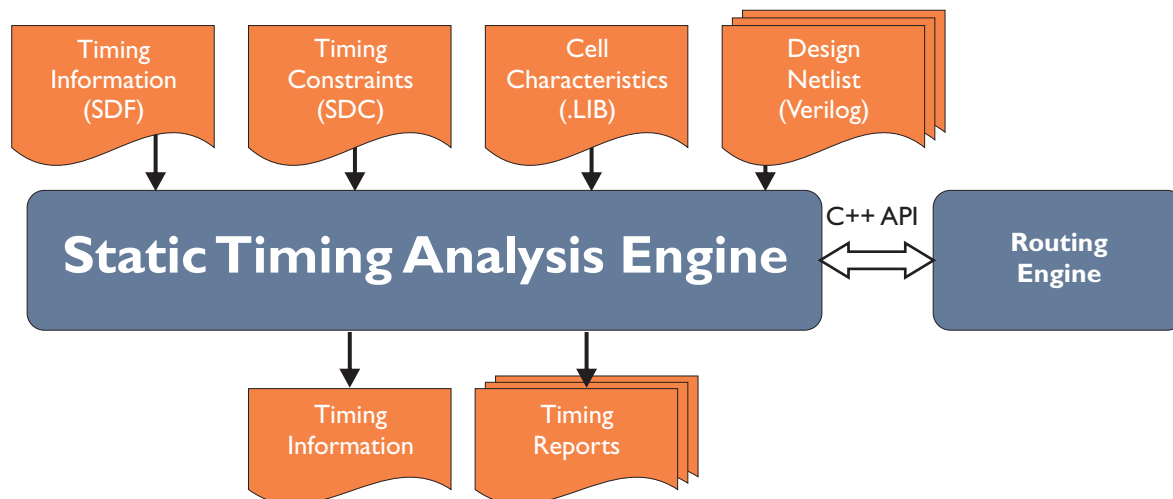 Timing
Information
(SDF)
Timing
Constraints
(SDC)
Cell
Characteristics
(.LIB)
Design
Netlist
(Verilog)
Static Timing Analysis Engine
C++ API
Routing
Engine
Timing
Information
Timing
Reports